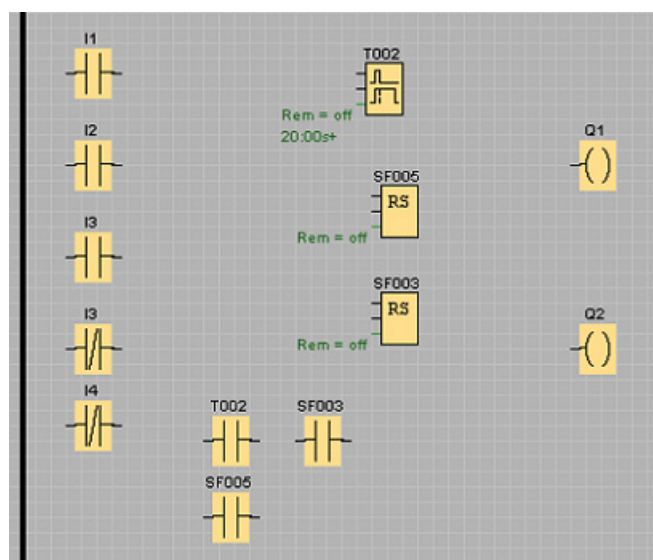 I1
T002
Rem = off
20:00s+
I2
Q1
SF005
RS
Rem = off
I3
SF003
RS
Rem = off
I3
Q2
I4
T002
SF003
SF005